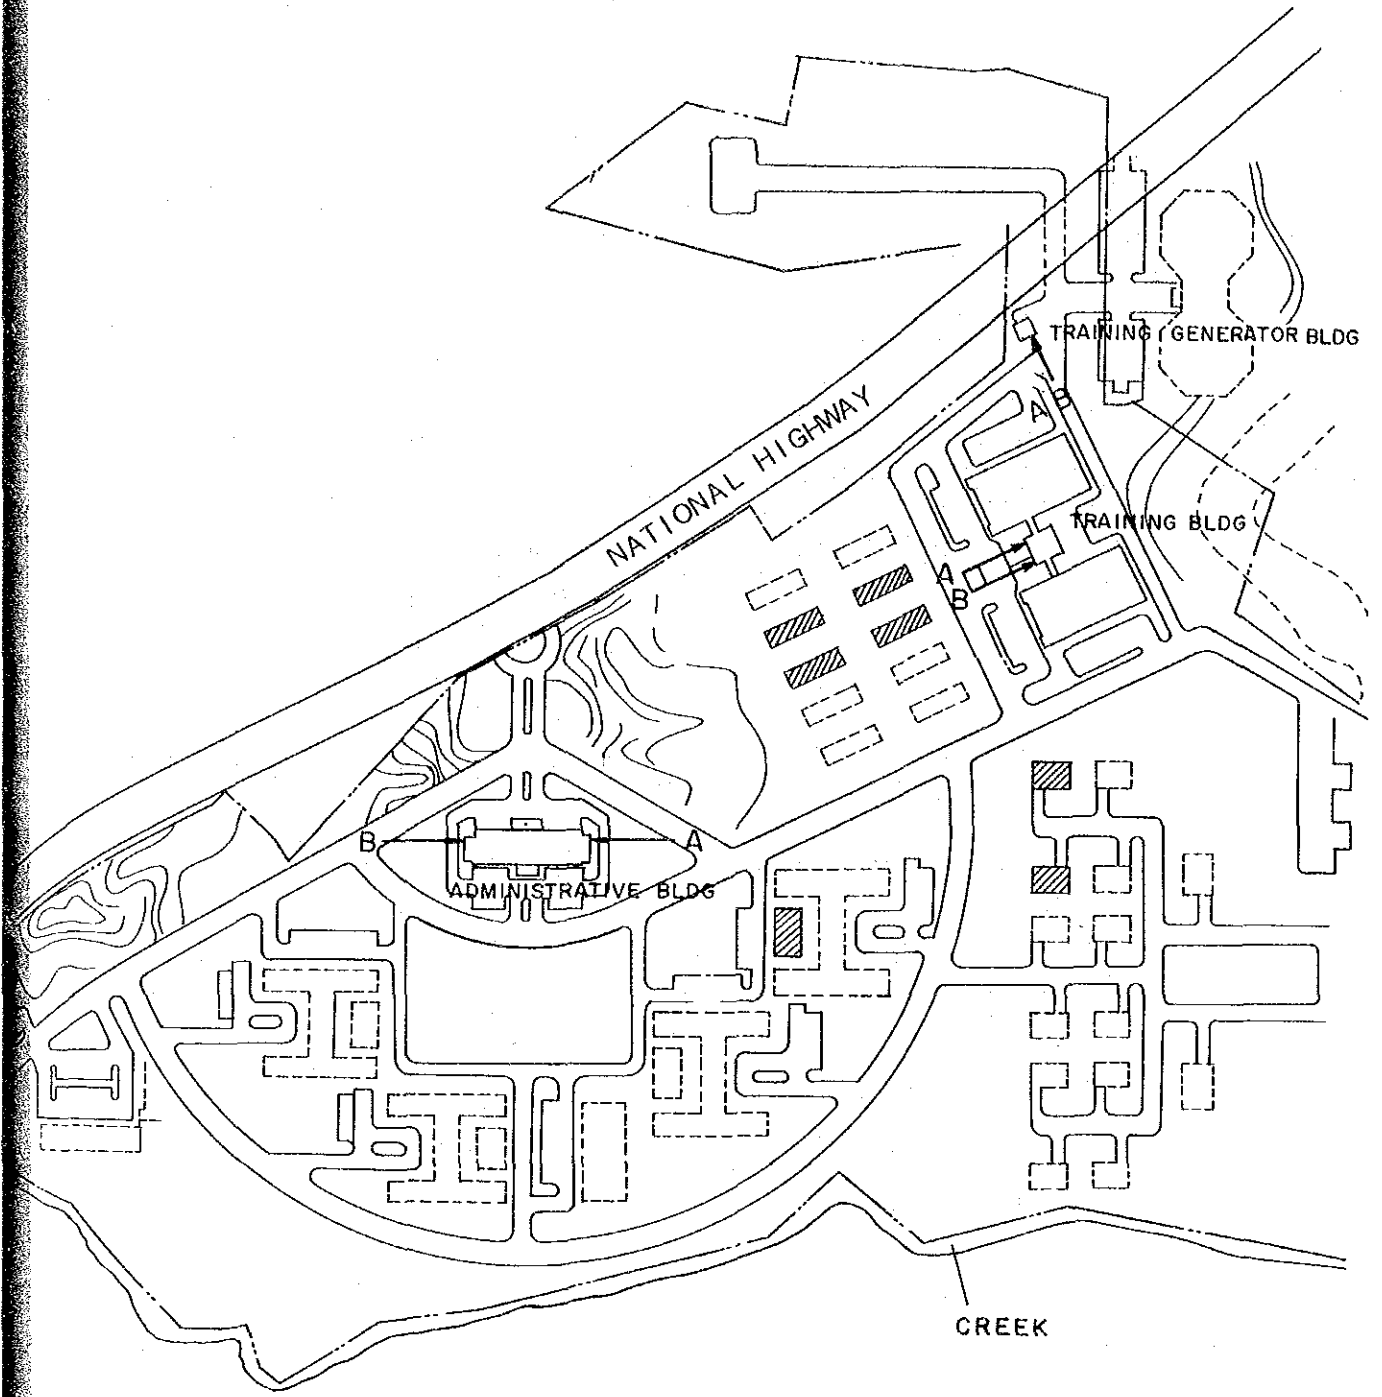 TRAINING GENERATOR BLDG
A B
NATIONAL HIGHWAY
TRAINING BLDG
A
B
B
A
ADMINISTRATIVE BLDG
CREEK